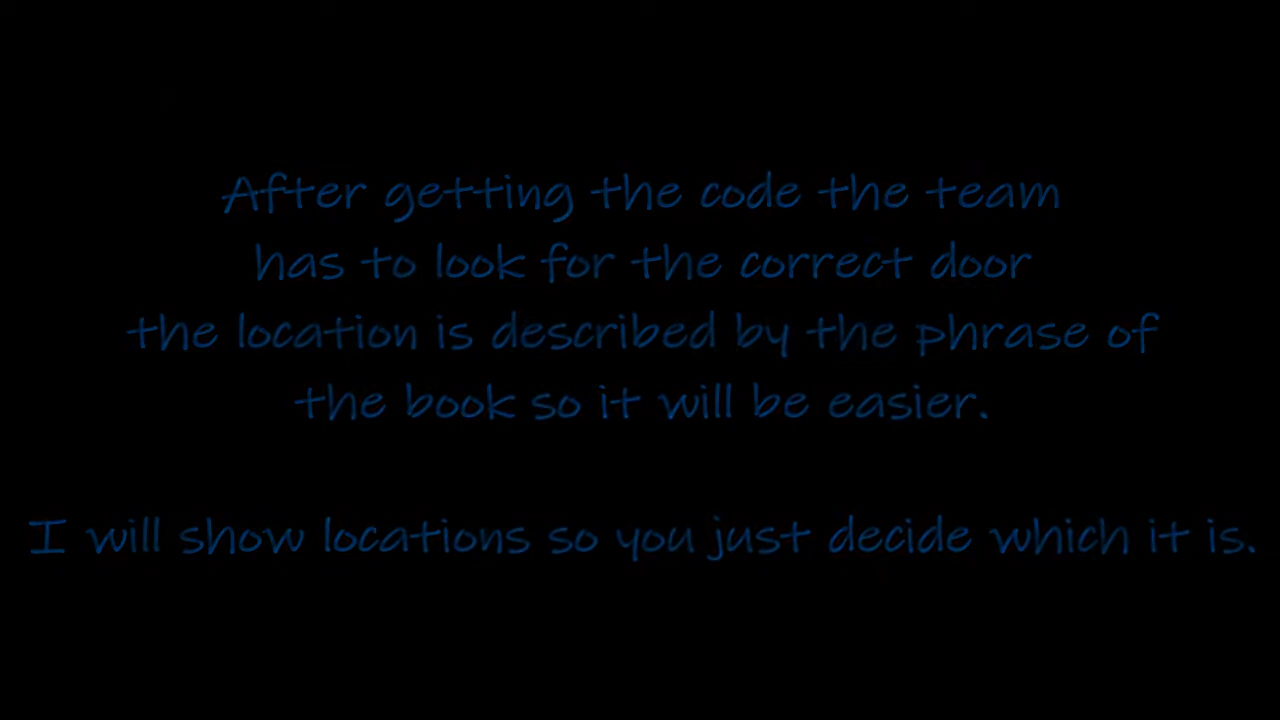 After getting the code the team
has to look for the correct door
the location is described by the phrase of
the book so it will be easier.
I will show locations so you just decide which it is.